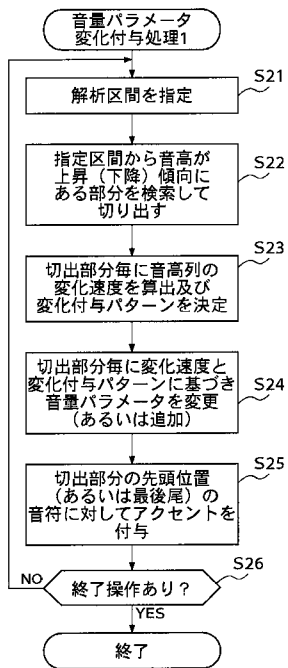 音量パラメータ
変化付与処理1
S21
解析区間を指定
S22
指定区間から音高が
上昇（下降）傾向に
ある部分を検索して
切り出す
S23
切出部分毎に音高列の
変化速度を算出及び
変化付与パターンを決定
S24
切出部分毎に変化速度と
変化付与パターンに基づき
音量パラメータを変更
（あるいは追加）
S25
切出部分の先頭位置
（あるいは最後尾）の
音符に対してアクセントを
付与
S26
NO
終了操作あり？
YES
終了